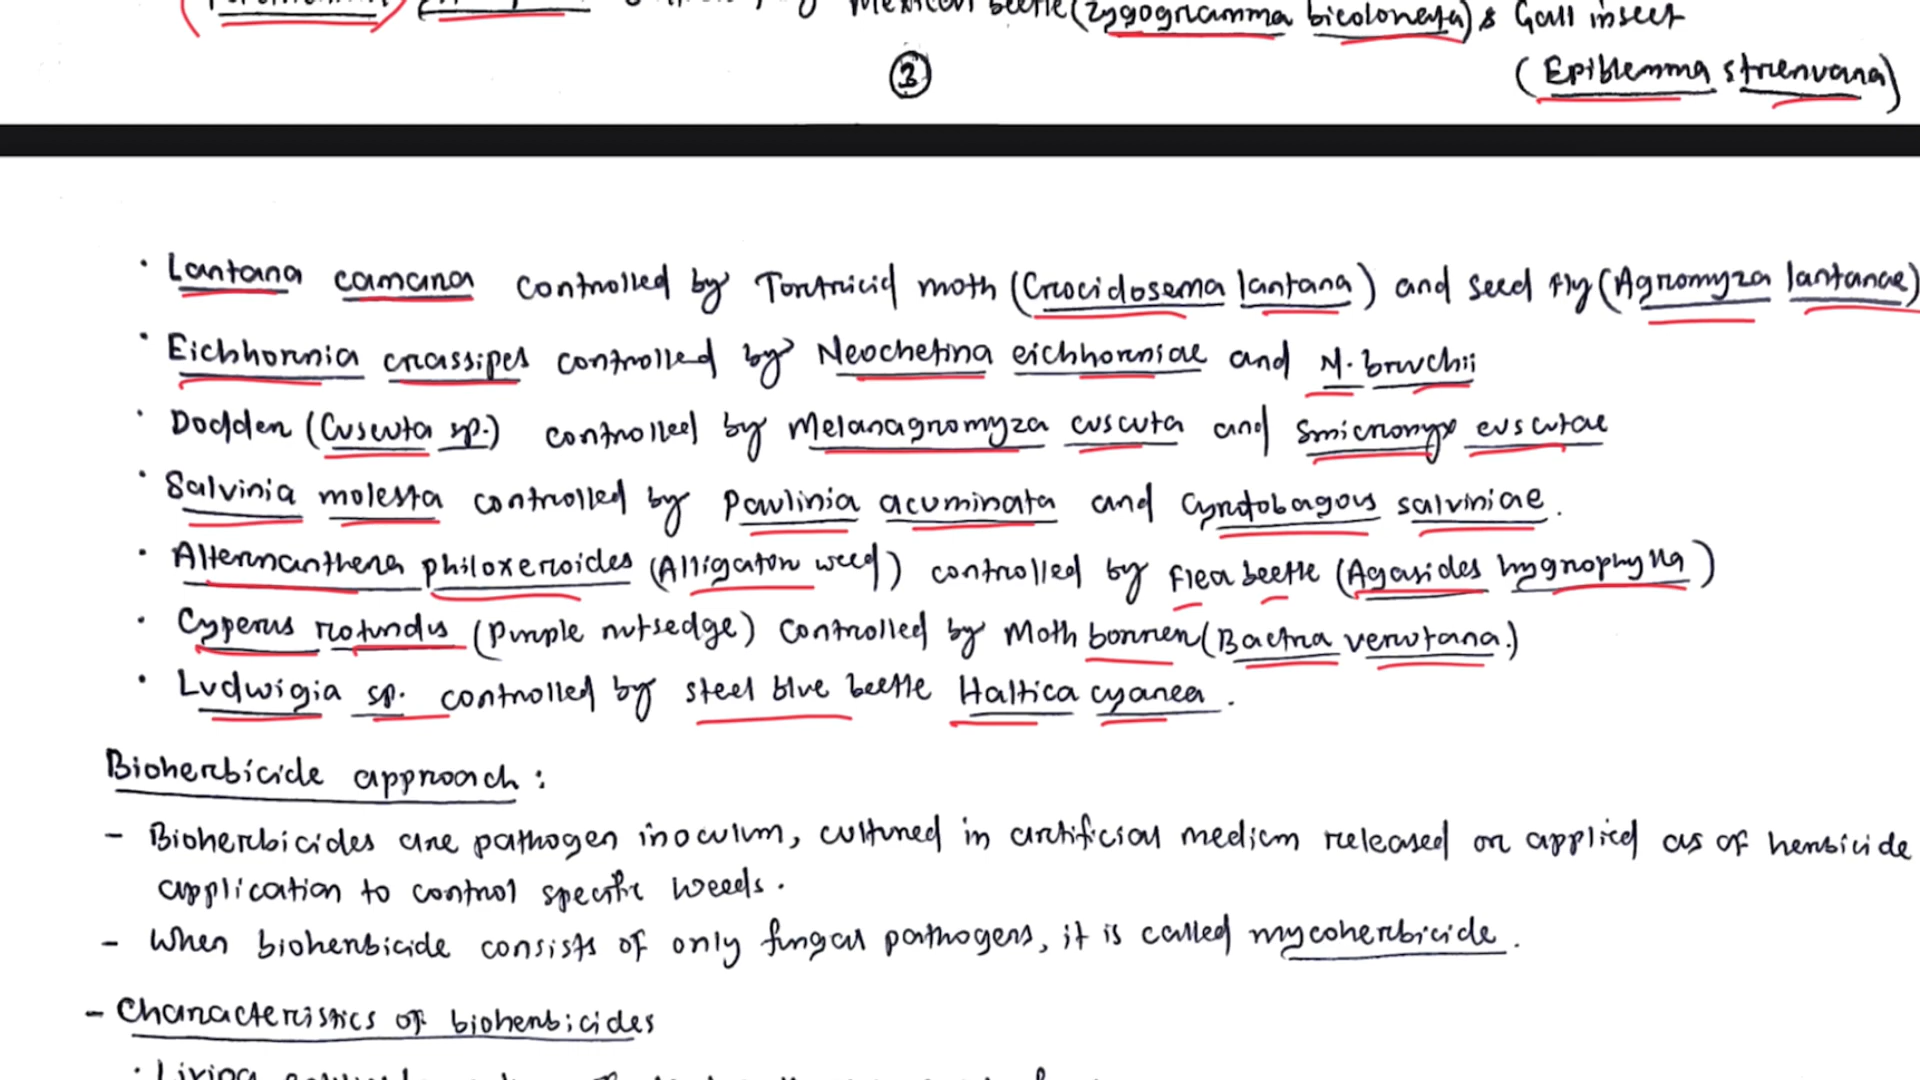 Mexican beetle (Zygogramma bicolorata) & Gall insect
(Epiblemma strenuana)
3
· Lantana camara controlled by Tortricid moth (Crocidosema lantana) and seed fly (Agromyza lantanae)
· Eichhornia crassipes controlled by Neochetina eichhorniae and N. bruchii
· Dodder (Cuscuta sp.) controlled by Melanagromyza cuscuta and Smicronyx cuscutae
· Salvinia molesta controlled by Paulinia acuminata and Cyrtobagous salviniae.
· Alternanthera philoxeroides (Alligator weed) controlled by flea beetle (Agasides hygrophylla)
· Cyperus rotundus (Purple nutsedge) controlled by Moth borrer (Bactra verutana.)
· Ludwigia sp. controlled by steel blue beetle Haltica cyanea.
Bioherbicide approach :
- Bioherbicides are pathogen inoculum, cultured in artificial medium released or applied as of herbicide
application to control specific weeds.
- When bioherbicide consists of only fungal pathogens, it is called mycoherbicide.
- Characteristics of bioherbicides
· Living